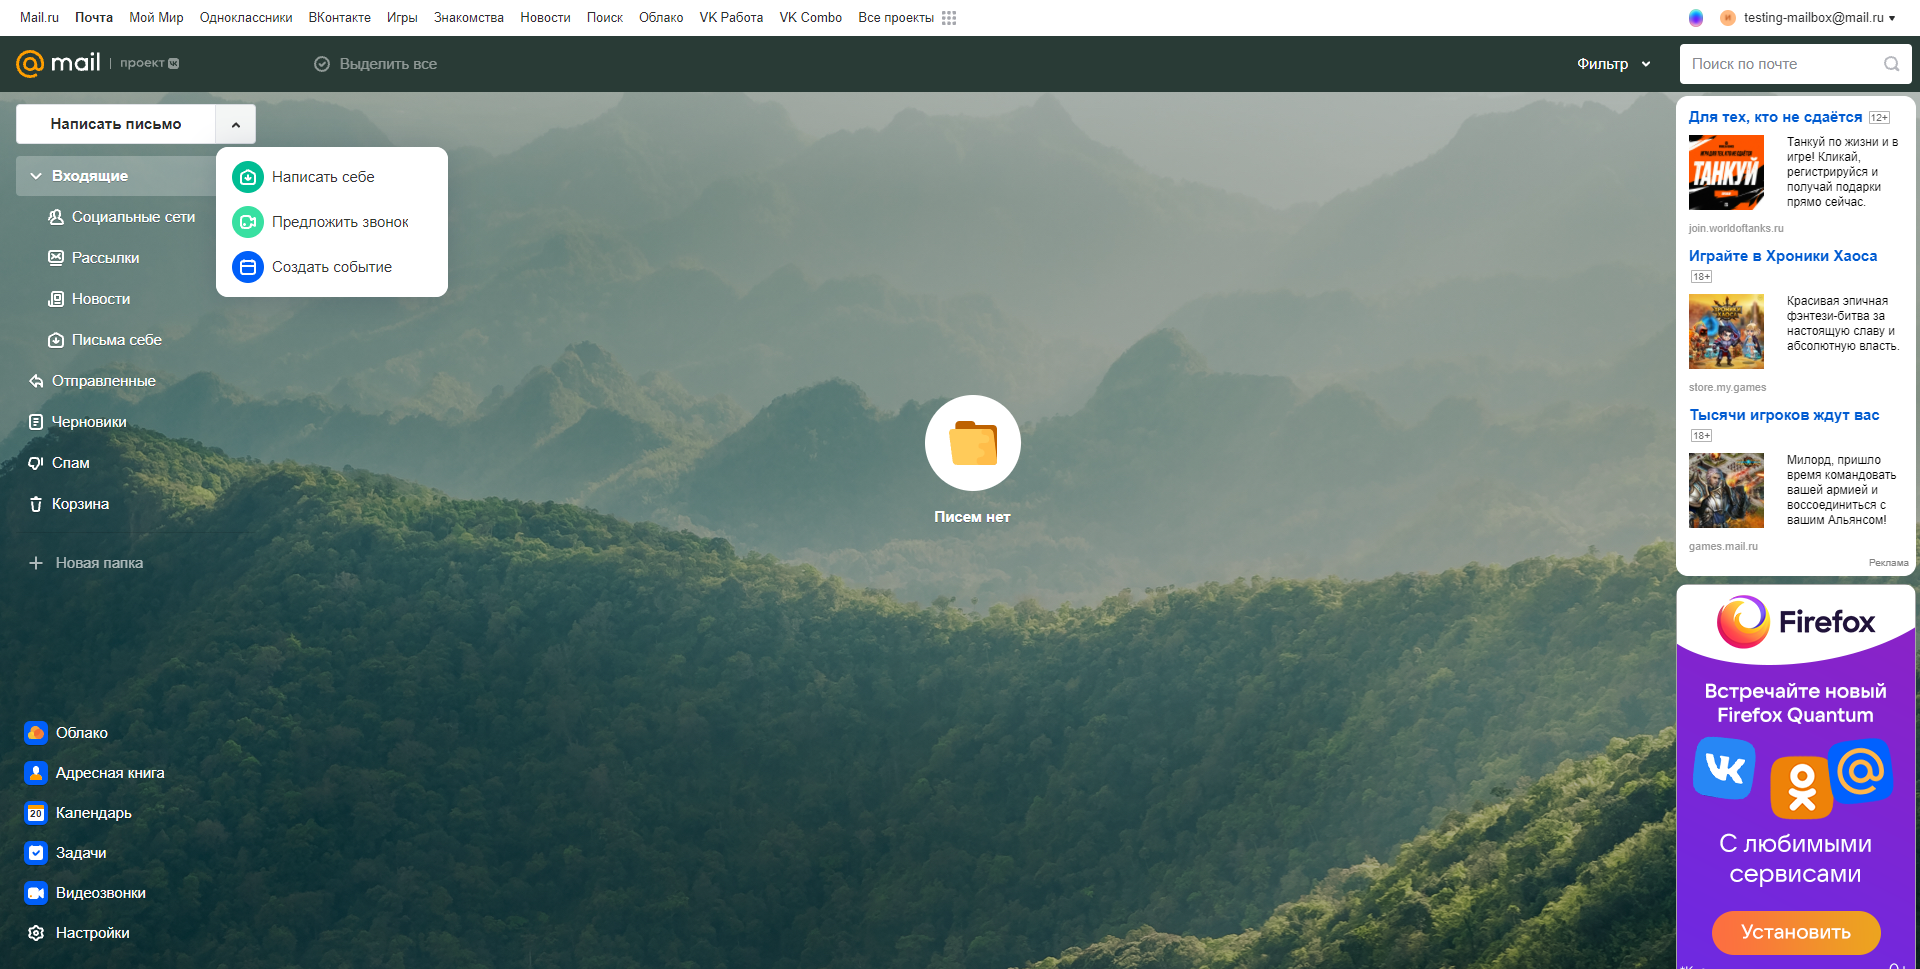 Mail.ru Почта Мой Мир Одноклассники ВКонтакте Игры Знакомства Новости Поиск Облако VK Работа VK Combo Все проекты testing-mailbox@mail.ru
mail проект Выделить все Фильтр Поиск по почте
Написать письмо
Написать себе
Предложить звонок
Создать событие
Входящие
Социальные сети
Рассылки
Новости
Письма себе
Отправленные
Черновики
Спам
Корзина
Новая папка
Облако
Адресная книга
20 Календарь
Задачи
Видеозвонки
Настройки
Писем нет
Для тех, кто не сдаётся 12+
ТАНКУЙ
Танкуй по жизни и в
игре! Кликай,
регистрируйся и
получай подарки
прямо сейчас.
join.worldoftanks.ru
Играйте в Хроники Хаоса
18+
ХРОНИКИ
ХАОСА
Красивая эпичная
фэнтези-битва за
настоящую славу и
абсолютную власть.
store.my.games
Тысячи игроков ждут вас
18+
Милорд, пришло
время командовать
вашей армией и
воссоединиться с
вашим Альянсом!
games.mail.ru
Реклама
Firefox
Встречайте новый
Firefox Quantum
С любимыми
сервисами
Установить